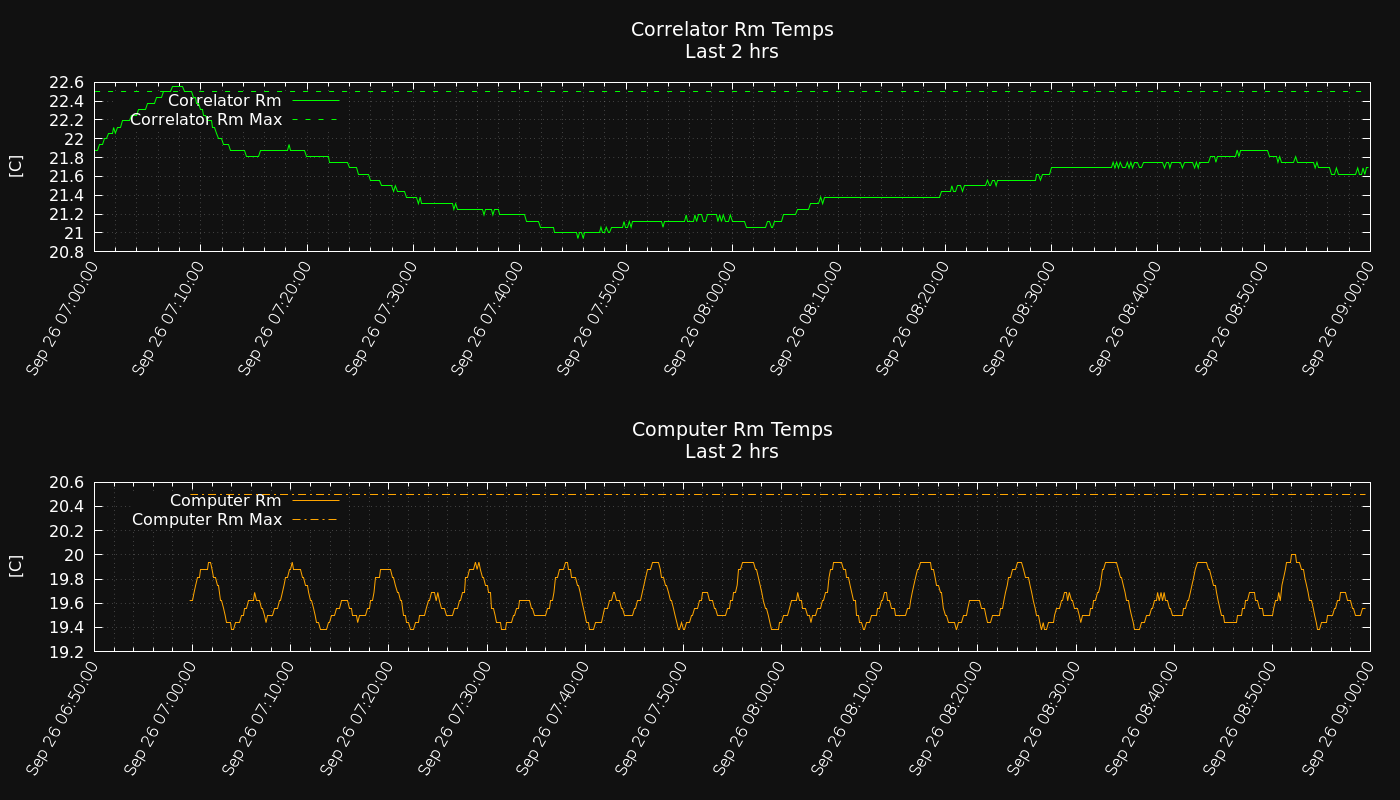 Correlator Rm Temps
Last 2 hrs
22.6
22.4
22.2
22
21.8
21.6
21.4
21.2
21
20.8
[C]
Correlator Rm
Correlator Rm Max
Sep 26 07:00:00
Sep 26 07:10:00
Sep 26 07:20:00
Sep 26 07:30:00
Sep 26 07:40:00
Sep 26 07:50:00
Sep 26 08:00:00
Sep 26 08:10:00
Sep 26 08:20:00
Sep 26 08:30:00
Sep 26 08:40:00
Sep 26 08:50:00
Sep 26 09:00:00
Computer Rm Temps
Last 2 hrs
20.6
20.4
20.2
20
19.8
19.6
19.4
19.2
[C]
Computer Rm
Computer Rm Max
Sep 26 06:50:00
Sep 26 07:00:00
Sep 26 07:10:00
Sep 26 07:20:00
Sep 26 07:30:00
Sep 26 07:40:00
Sep 26 07:50:00
Sep 26 08:00:00
Sep 26 08:10:00
Sep 26 08:20:00
Sep 26 08:30:00
Sep 26 08:40:00
Sep 26 08:50:00
Sep 26 09:00:00